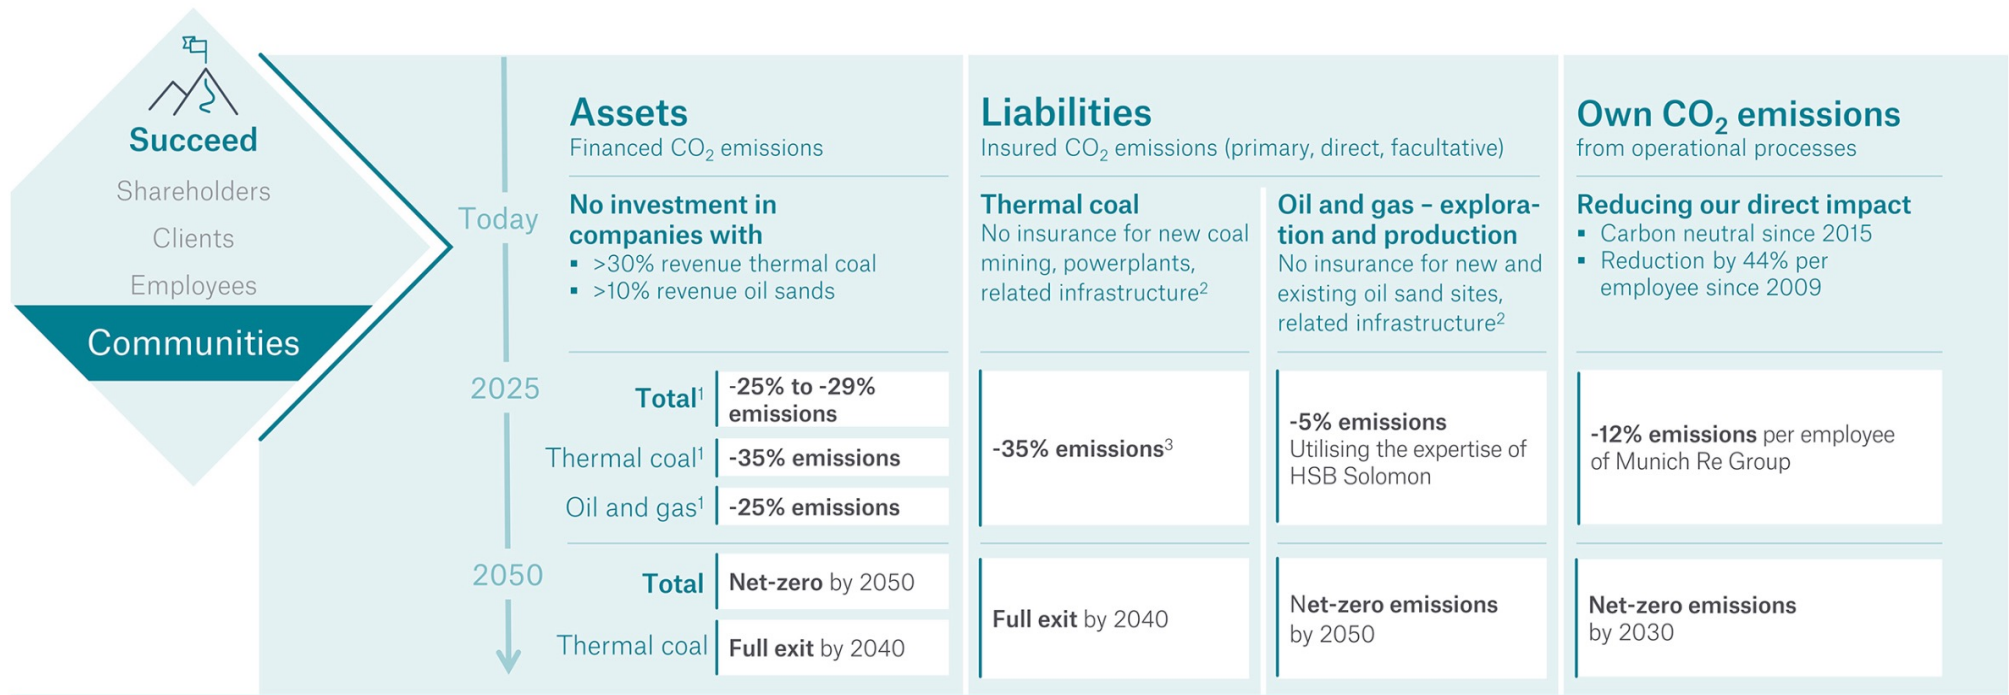 Succeed
Shareholders
Clients
Employees
Communities
Today
2025
2050
Assets
Financed CO₂ emissions
No investment in
companies with
▪ >30% revenue thermal coal
▪ >10% revenue oil sands
Total¹
-25% to -29%
emissions
Thermal coal¹
-35% emissions
Oil and gas¹
-25% emissions
Total
Net-zero by 2050
Thermal coal
Full exit by 2040
Liabilities
Insured CO₂ emissions (primary, direct, facultative)
Thermal coal
No insurance for new coal
mining, powerplants,
related infrastructure²
-35% emissions³
Full exit by 2040
Oil and gas – explora-
tion and production
No insurance for new and
existing oil sand sites,
related infrastructure²
-5% emissions
Utilising the expertise of
HSB Solomon
Net-zero emissions
by 2050
Own CO₂ emissions
from operational processes
Reducing our direct impact
▪ Carbon neutral since 2015
▪ Reduction by 44% per
employee since 2009
-12% emissions per employee
of Munich Re Group
Net-zero emissions
by 2030